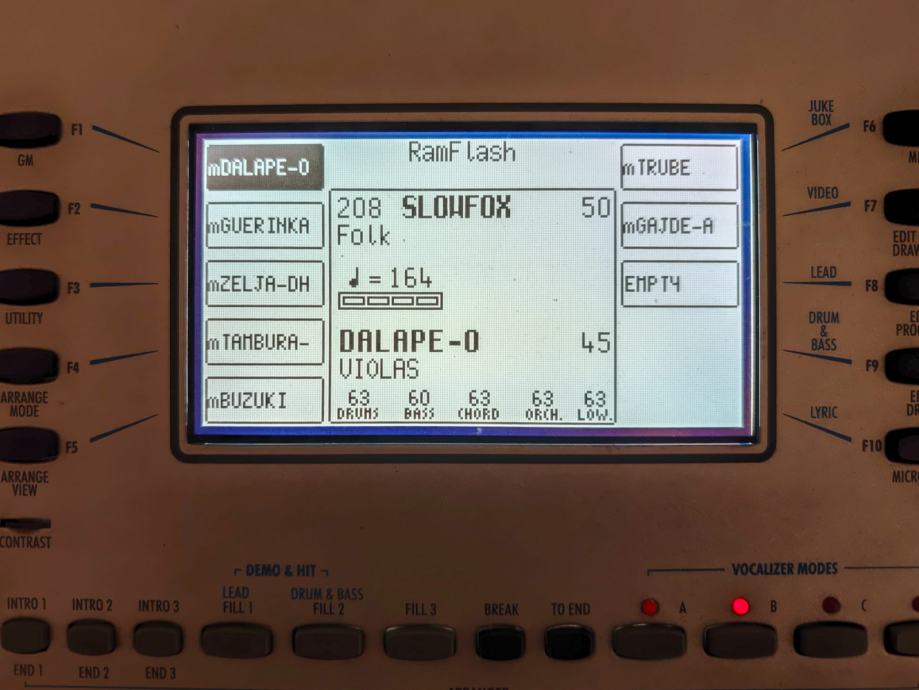 RamFlash
mDALAPE-O
mGUERINKA
mZELJA-DH
mTAMBURA-
mBUZUKI
208 SLOWFOX 50
Folk
♩ = 164
DALAPE-O 45
VIOLAS
63 60 63 63 63
DRUMS BASS CHORD ORCH. LOW.
mTRUBE
mGAJDE-A
EMPTY
F1
GM
F2
EFFECT
F3
UTILITY
F4
ARRANGE
MODE
F5
ARRANGE
VIEW
CONTRAST
JUKE
BOX
F6
VIDEO
F7
EDIT
LEAD
F8
DRUM
&
BASS
F9
LYRIC
F10
DEMO & HIT
VOCALIZER MODES
LEAD
DRUM & BASS
INTRO 1 INTRO 2 INTRO 3 FILL 1 FILL 2 FILL 3 BREAK TO END A B C
END 1 END 2 END 3